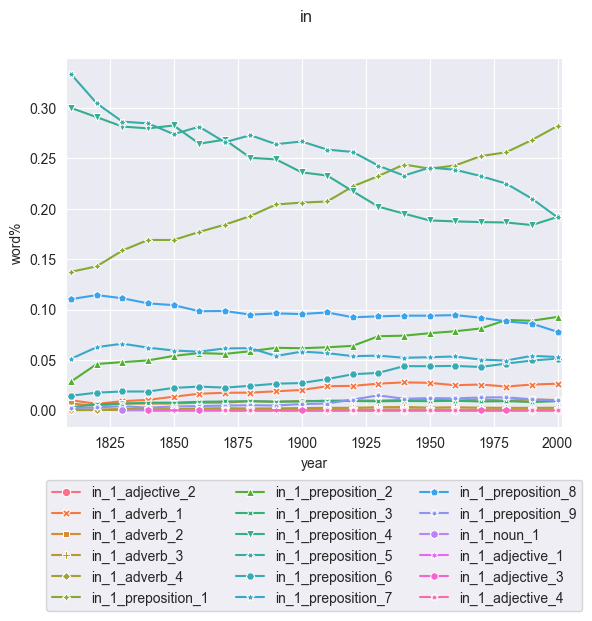 in
0.30
0.25
0.20
0.15
0.10
0.05
0.00
word%
1825 1850 1875 1900 1925 1950 1975 2000
year
in_1_adjective_2 in_1_preposition_2 in_1_preposition_8
in_1_adverb_1 in_1_preposition_3 in_1_preposition_9
in_1_adverb_2 in_1_preposition_4 in_1_noun_1
in_1_adverb_3 in_1_preposition_5 in_1_adjective_1
in_1_adverb_4 in_1_preposition_6 in_1_adjective_3
in_1_preposition_1 in_1_preposition_7 in_1_adjective_4